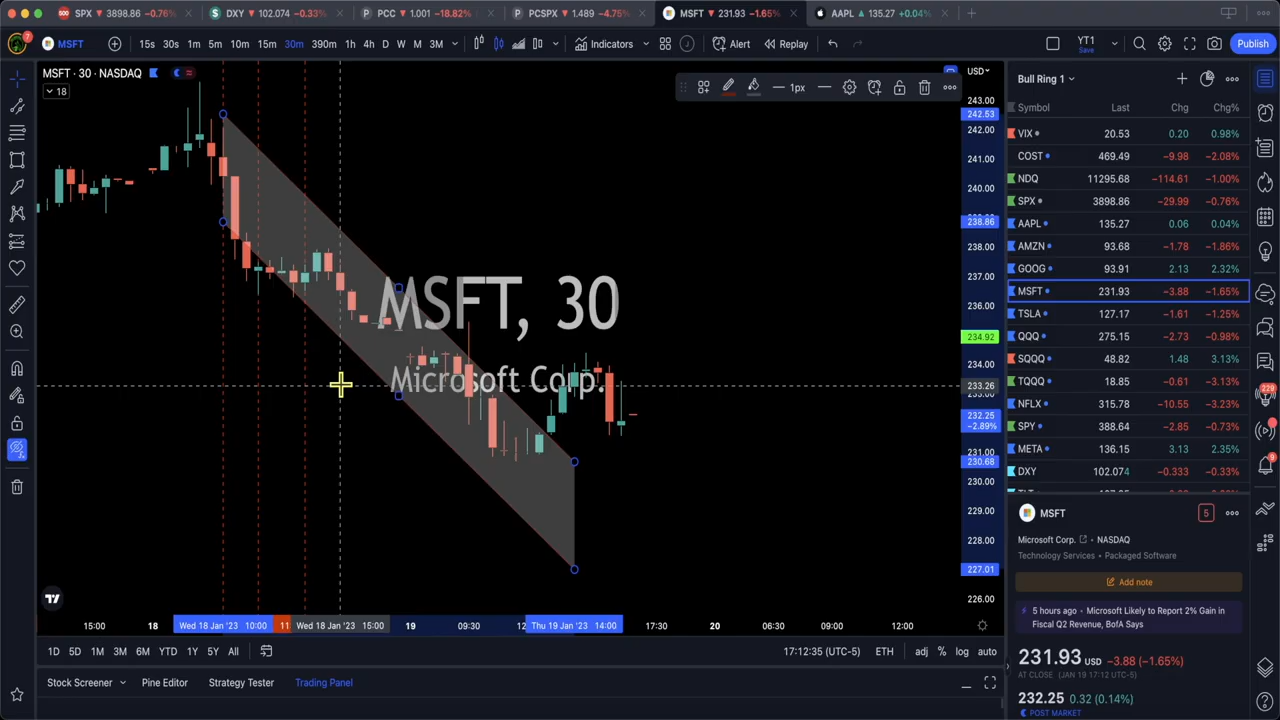 SPX 3898.86 −0.76%
DXY 102.074 −0.33%
PCC 1.001 −18.82%
PCSPX 1.489 −4.75%
MSFT 231.93 −1.65%
AAPL 135.27 +0.04%
7
MSFT
15s 30s 1m 5m 10m 15m 30m 390m 1h 4h D W M 3M
Indicators
Alert
Replay
YT1
Save
Publish
MSFT · 30 · NASDAQ
18
1px
USD
243.00
242.53
242.00
241.00
240.00
238.86
238.00
237.00
236.00
234.92
234.00
233.26
233.00
232.25
−2.89%
231.00
230.68
230.00
229.00
228.00
227.01
226.00
MSFT, 30
Microsoft Corp.
15:00 18 Wed 18 Jan '23 10:00 11 Wed 18 Jan '23 15:00 19 09:30 12 Thu 19 Jan '23 14:00 17:30 20 06:30 09:00 12:00
1D 5D 1M 3M 6M YTD 1Y 5Y All
17:12:35 (UTC-5) ETH adj % log auto
Stock Screener Pine Editor Strategy Tester Trading Panel
Bull Ring 1
Symbol Last Chg Chg%
VIX 20.53 0.20 0.98%
COST 469.49 −9.98 −2.08%
NDQ 11295.68 −114.61 −1.00%
SPX 3898.86 −29.99 −0.76%
AAPL 135.27 0.06 0.04%
AMZN 93.68 −1.78 −1.86%
GOOG 93.91 2.13 2.32%
MSFT 231.93 −3.88 −1.65%
TSLA 127.17 −1.61 −1.25%
QQQ 275.15 −2.73 −0.98%
SQQQ 48.82 1.48 3.13%
TQQQ 18.85 −0.61 −3.13%
NFLX 315.78 −10.55 −3.23%
SPY 388.64 −2.85 −0.73%
META 136.15 3.13 2.35%
DXY 102.074 −0.333 −0.33%
MSFT
5
Microsoft Corp. • NASDAQ
Technology Services • Packaged Software
Add note
5 hours ago • Microsoft Likely to Report 2% Gain in
Fiscal Q2 Revenue, BofA Says
231.93 USD −3.88 (−1.65%)
AT CLOSE (JAN 19 17:12 UTC-5)
232.25 0.32 (0.14%)
POST MARKET
229
9